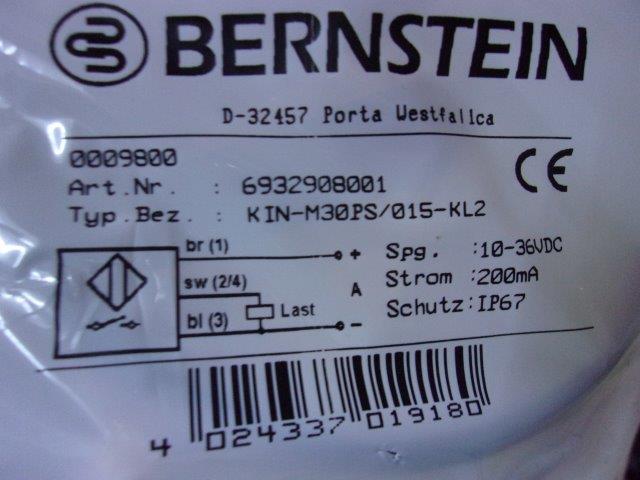 BERNSTEIN
D-32457 Porta Westfalica
0009800
CE
Art.Nr. : 6932908001
Typ.Bez. : KIN-M30PS/015-KL2
br (1) + Spg. :10-36VDC
sw (2/4) A Strom :200mA
Last Schutz:IP67
bl (3) -
4 024337 019180